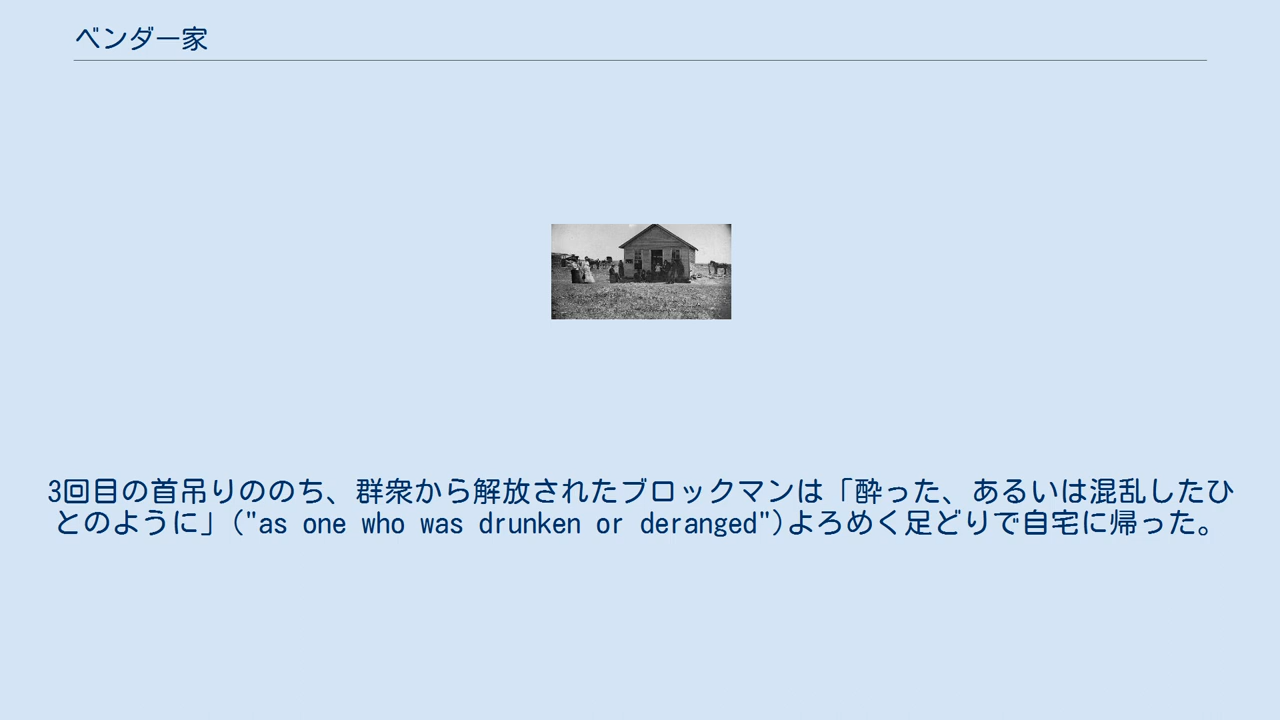 ベンダー家
3回目の首吊りののち、群衆から解放されたブロックマンは「酔った、あるいは混乱したひ
とのように」("as one who was drunken or deranged")よろめく足どりで自宅に帰った。